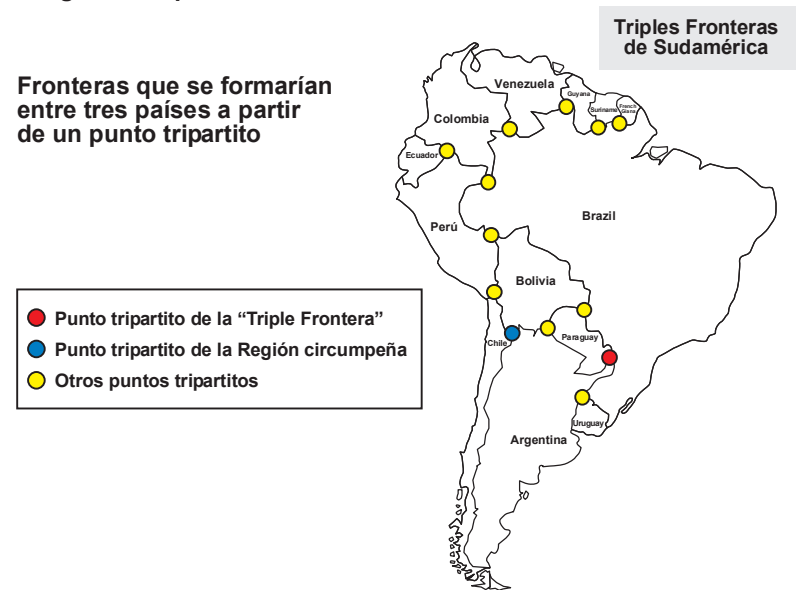 Triples Fronteras
de Sudamérica
Fronteras que se formarían
entre tres países a partir
de un punto tripartito
Venezuela
Guyana
Suriname
French
Giana
Colombia
Ecuador
Brazil
Perú
Bolivia
Paraguay
Chile
Uruguay
Argentina
Punto tripartito de la “Triple Frontera”
Punto tripartito de la Región circumpeña
Otros puntos tripartitos